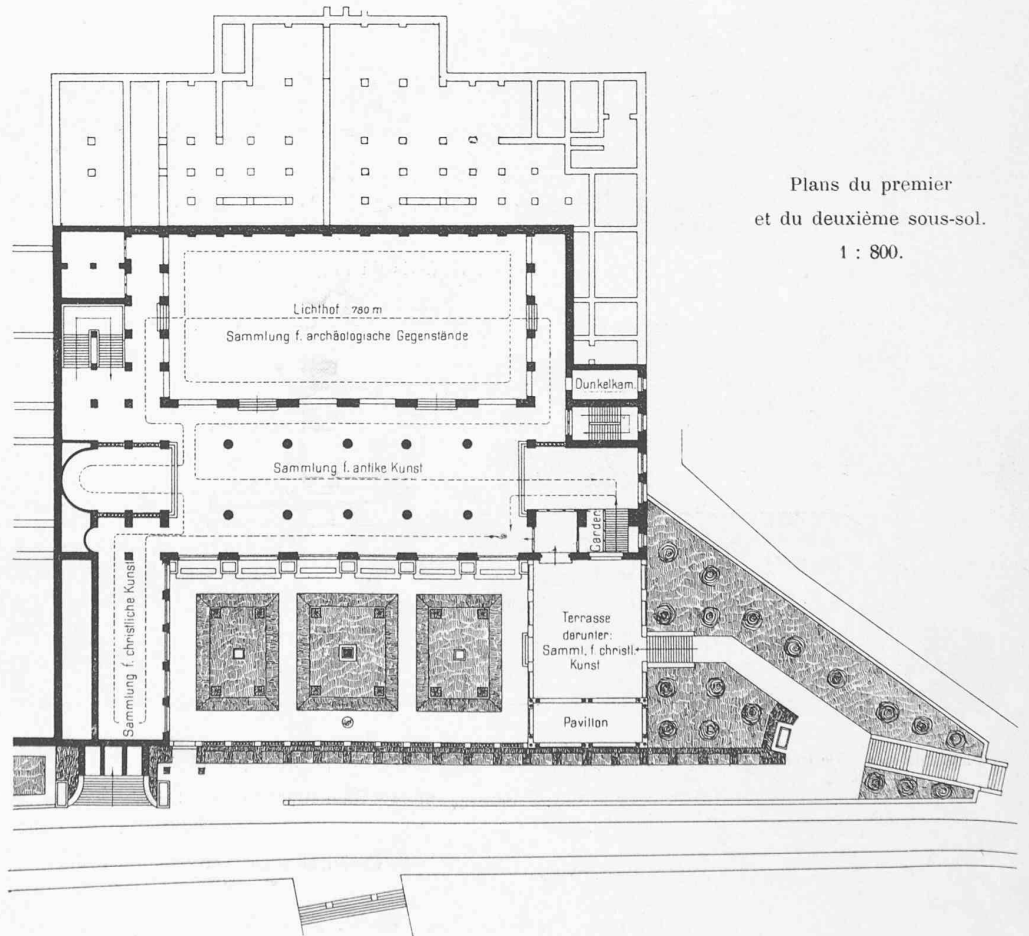 Plans du premier
et du deuxième sous-sol.
1 : 800.
Lichthof 780 m
Sammlung f. archäologische Gegenstände
Dunkelkam.
Sammlung f. antike Kunst
Garder.
Sammlung f. christliche Kunst
Terrasse
darunter:
Samml. f. christl.
Kunst
Pavillon